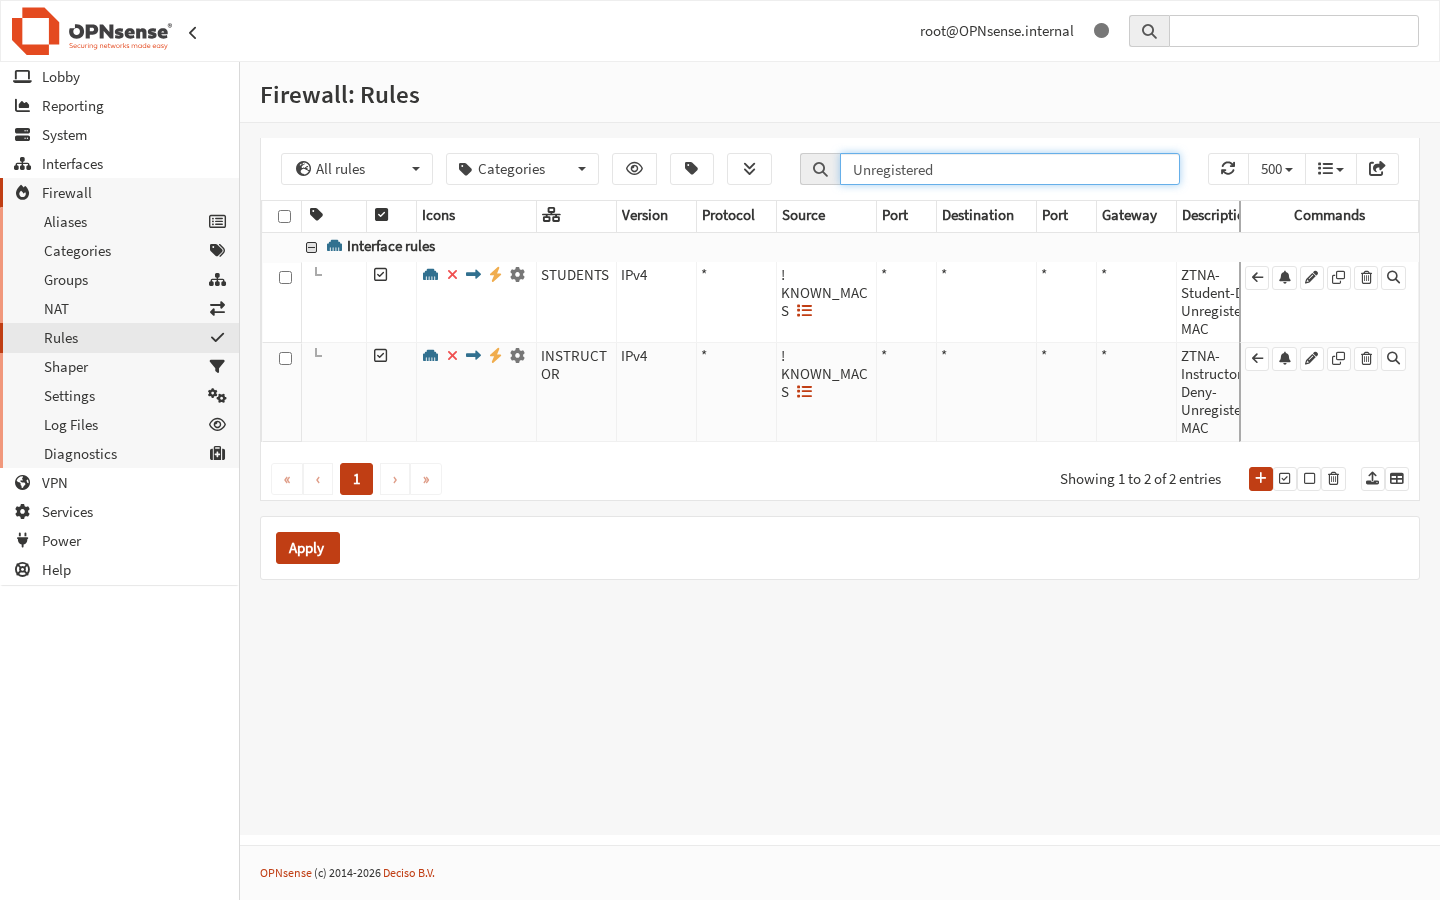 OPNsense®
Securing networks made easy
root@OPNsense.internal
Lobby
Reporting
System
Interfaces
Firewall
Aliases
Categories
Groups
NAT
Rules
Shaper
Settings
Log Files
Diagnostics
VPN
Services
Power
Help
Firewall: Rules
All rules
Categories
Unregistered
500
Icons Version Protocol Source Port Destination Port Gateway Descriptio Commands
Interface rules
STUDENTS IPv4 * ! * * * * ZTNA-
KNOWN_MAC Student-D
S Unregiste
MAC
INSTRUCT IPv4 * ! * * * * ZTNA-
OR KNOWN_MAC Instructor
S Deny-
Unregiste
MAC
« ‹ 1 › »
Showing 1 to 2 of 2 entries
Apply
OPNsense (c) 2014-2026 Deciso B.V.